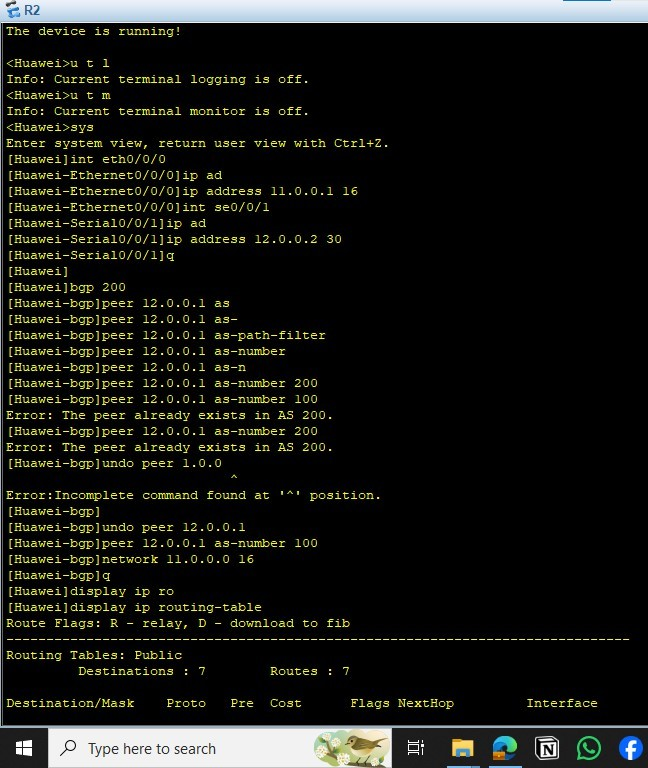 R2
The device is running!
<Huawei>u t l
Info: Current terminal logging is off.
<Huawei>u t m
Info: Current terminal monitor is off.
<Huawei>sys
Enter system view, return user view with Ctrl+Z.
[Huawei]int eth0/0/0
[Huawei-Ethernet0/0/0]ip ad
[Huawei-Ethernet0/0/0]ip address 11.0.0.1 16
[Huawei-Ethernet0/0/0]int se0/0/1
[Huawei-Serial0/0/1]ip ad
[Huawei-Serial0/0/1]ip address 12.0.0.2 30
[Huawei-Serial0/0/1]q
[Huawei]
[Huawei]bgp 200
[Huawei-bgp]peer 12.0.0.1 as
[Huawei-bgp]peer 12.0.0.1 as-
[Huawei-bgp]peer 12.0.0.1 as-path-filter
[Huawei-bgp]peer 12.0.0.1 as-number
[Huawei-bgp]peer 12.0.0.1 as-n
[Huawei-bgp]peer 12.0.0.1 as-number 200
[Huawei-bgp]peer 12.0.0.1 as-number 100
Error: The peer already exists in AS 200.
[Huawei-bgp]peer 12.0.0.1 as-number 200
Error: The peer already exists in AS 200.
[Huawei-bgp]undo peer 1.0.0
^
Error:Incomplete command found at '^' position.
[Huawei-bgp]
[Huawei-bgp]undo peer 12.0.0.1
[Huawei-bgp]peer 12.0.0.1 as-number 100
[Huawei-bgp]network 11.0.0.0 16
[Huawei-bgp]q
[Huawei]display ip ro
[Huawei]display ip routing-table
Route Flags: R - relay, D - download to fib
------------------------------------------------------------------------------
Routing Tables: Public
Destinations : 7 Routes : 7
Destination/Mask Proto Pre Cost Flags NextHop Interface
Type here to search